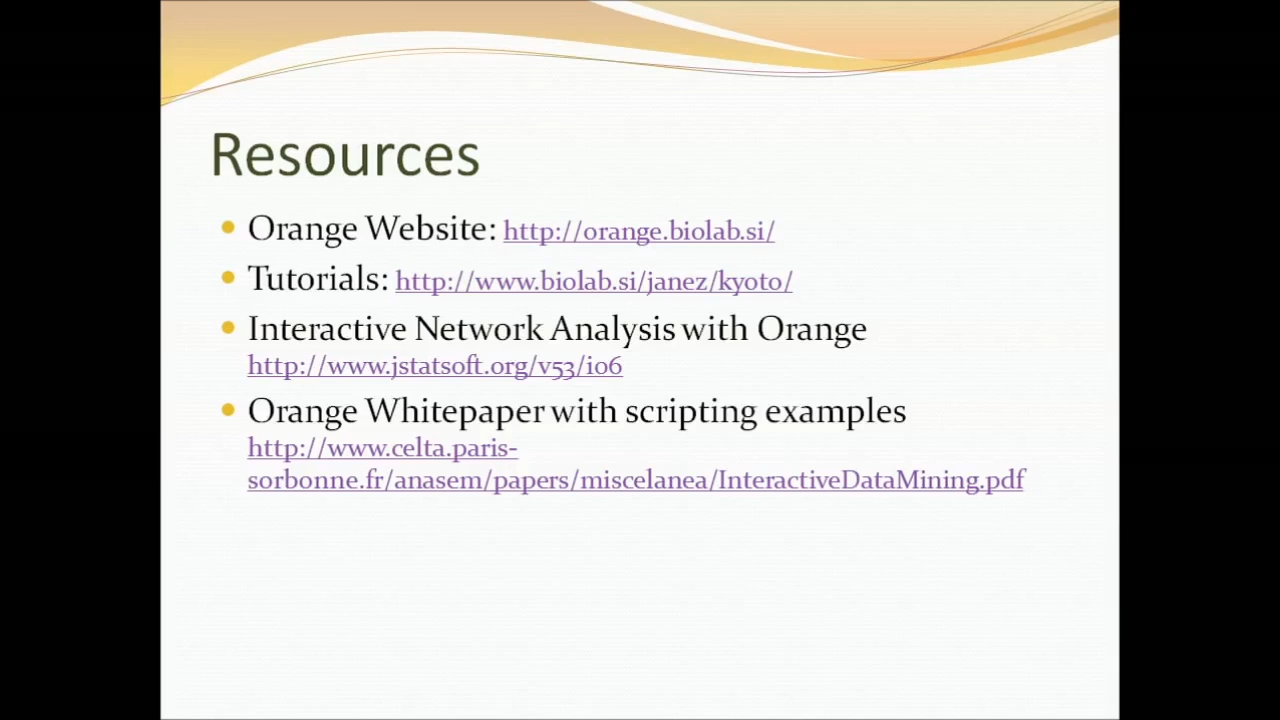 Resources
Orange Website: http://orange.biolab.si/
Tutorials: http://www.biolab.si/janez/kyoto/
Interactive Network Analysis with Orange
http://www.jstatsoft.org/v53/i06
Orange Whitepaper with scripting examples
http://www.celta.paris-
sorbonne.fr/anasem/papers/miscelanea/InteractiveDataMining.pdf